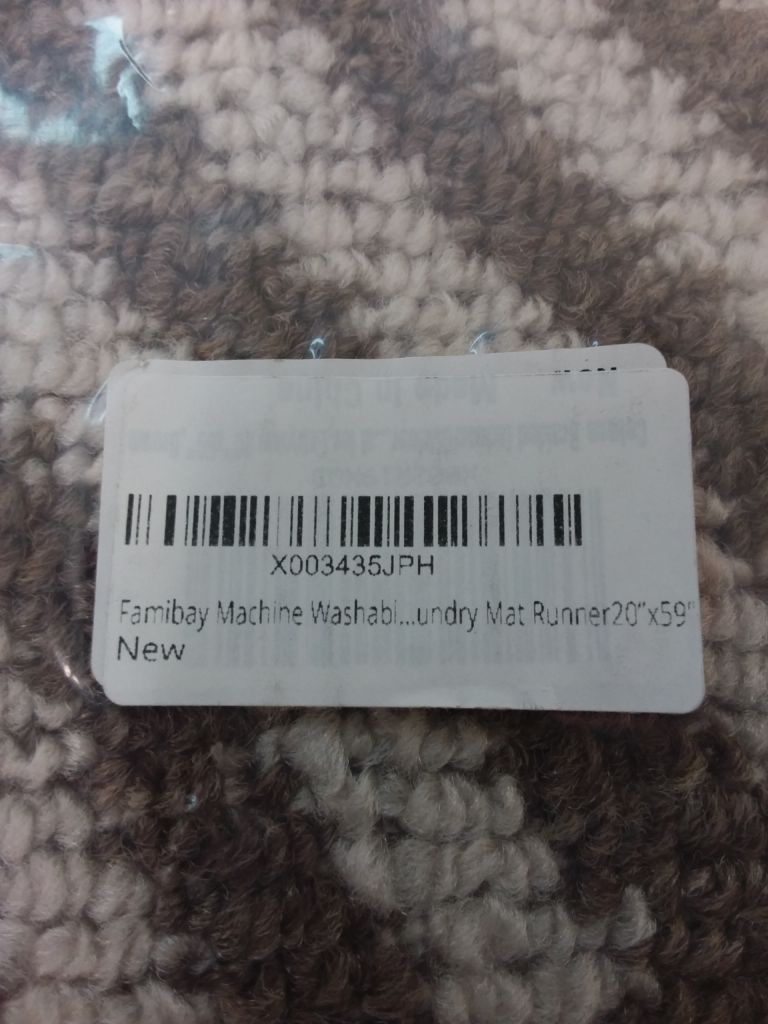 X003435JPH
Famibay Machine Washabl...undry Mat Runner20"x59"
New